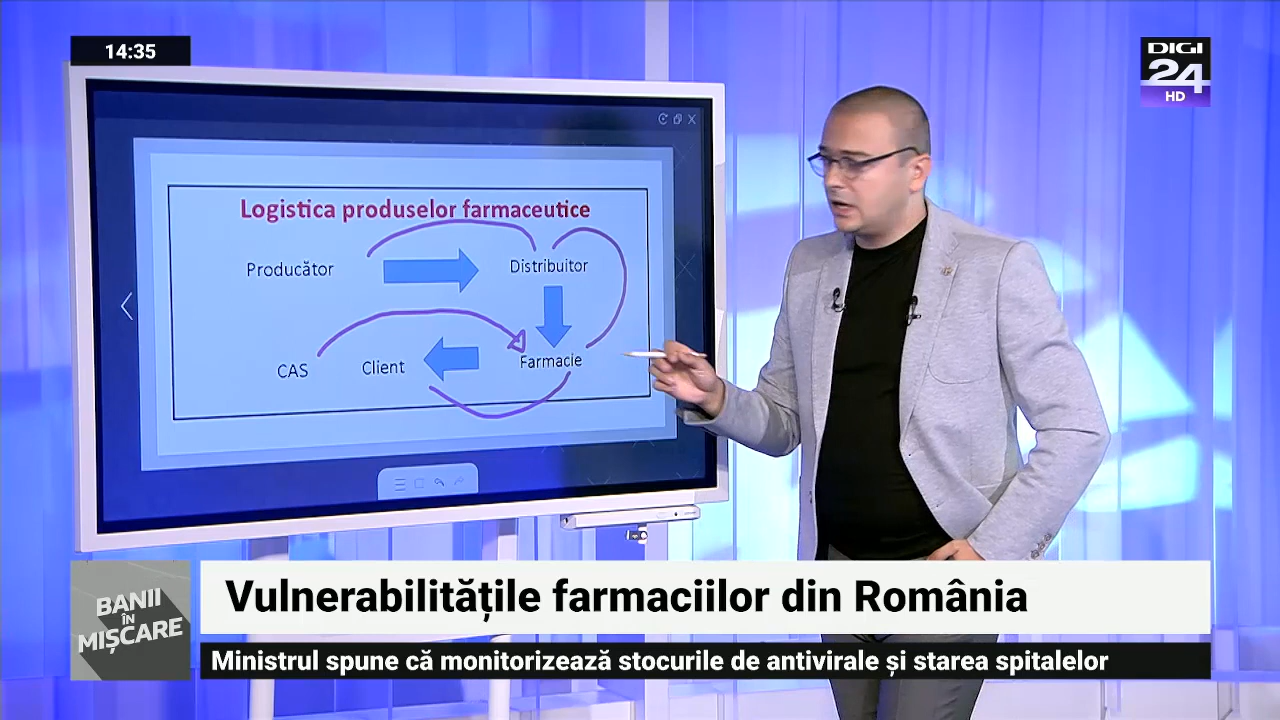 14:35
DIGI
24
HD
Logistica produselor farmaceutice
Producător
Distribuitor
CAS
Client
Farmacie
BANII
ÎN
MIȘCARE
Vulnerabilitățile farmaciilor din România
Ministrul spune că monitorizează stocurile de antivirale și starea spitalelor